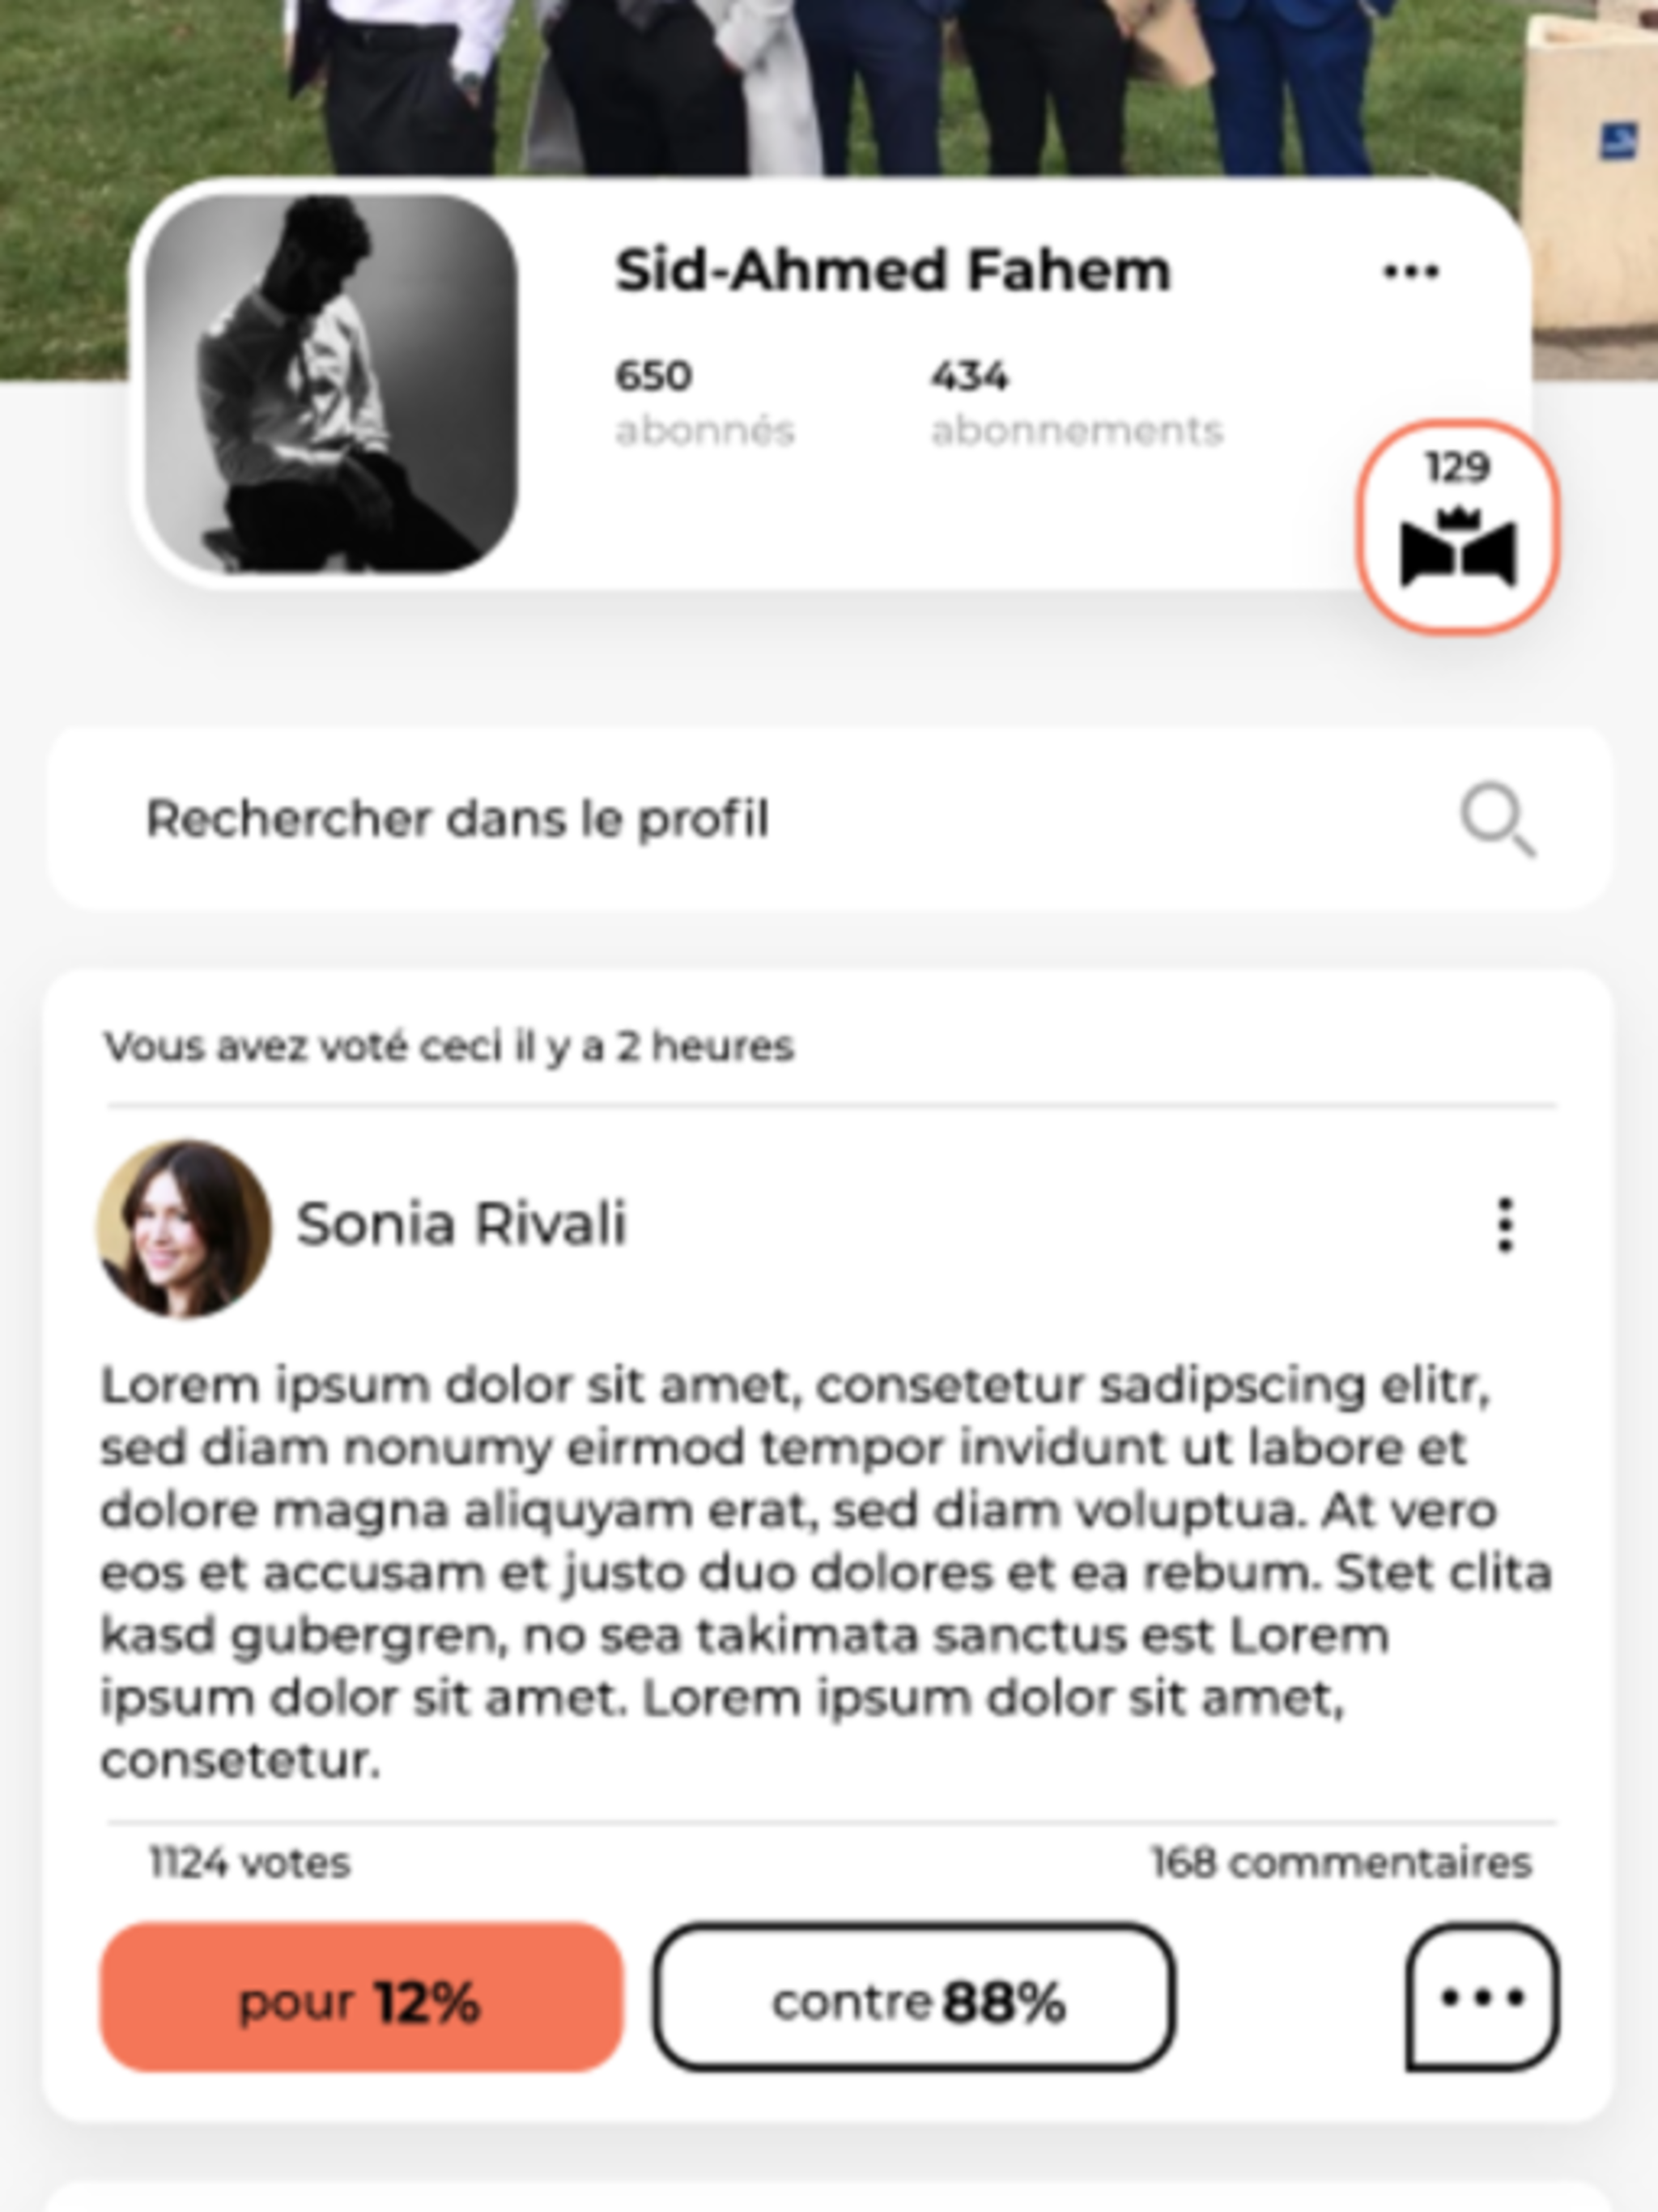 Sid-Ahmed Fahem
650
434
abonnés
abonnements
129
Rechercher dans le profil
Vous avez voté ceci il y a 2 heures
Sonia Rivali
Lorem ipsum dolor sit amet, consetetur sadipscing elitr,
sed diam nonumy eirmod tempor invidunt ut labore et
dolore magna aliquyam erat, sed diam voluptua. At vero
eos et accusam et justo duo dolores et ea rebum. Stet clita
kasd gubergren, no sea takimata sanctus est Lorem
ipsum dolor sit amet. Lorem ipsum dolor sit amet,
consetetur.
1124 votes
168 commentaires
pour 12%
contre 88%